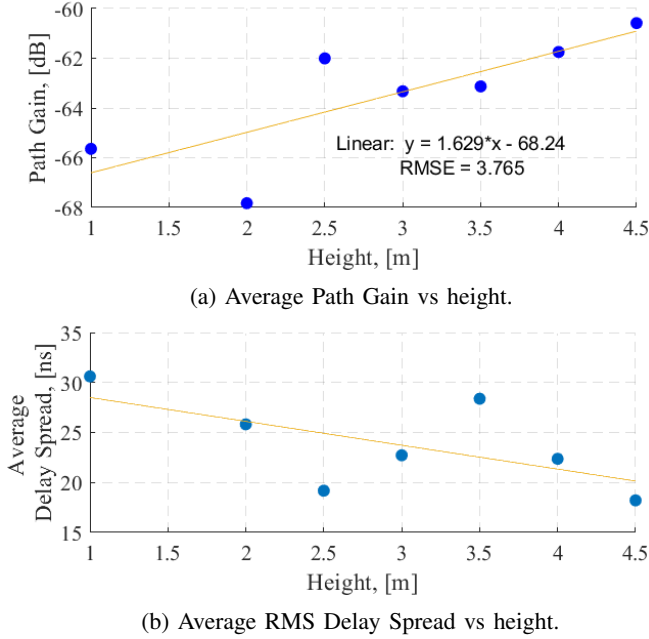 -60
-62
-64
-66
-68
Path Gain, [dB]
Linear: y = 1.629*x - 68.24
RMSE = 3.765
1 1.5 2 2.5 3 3.5 4 4.5
Height, [m]
(a) Average Path Gain vs height.
35
30
25
20
15
Average
Delay Spread, [ns]
1 1.5 2 2.5 3 3.5 4 4.5
Height, [m]
(b) Average RMS Delay Spread vs height.